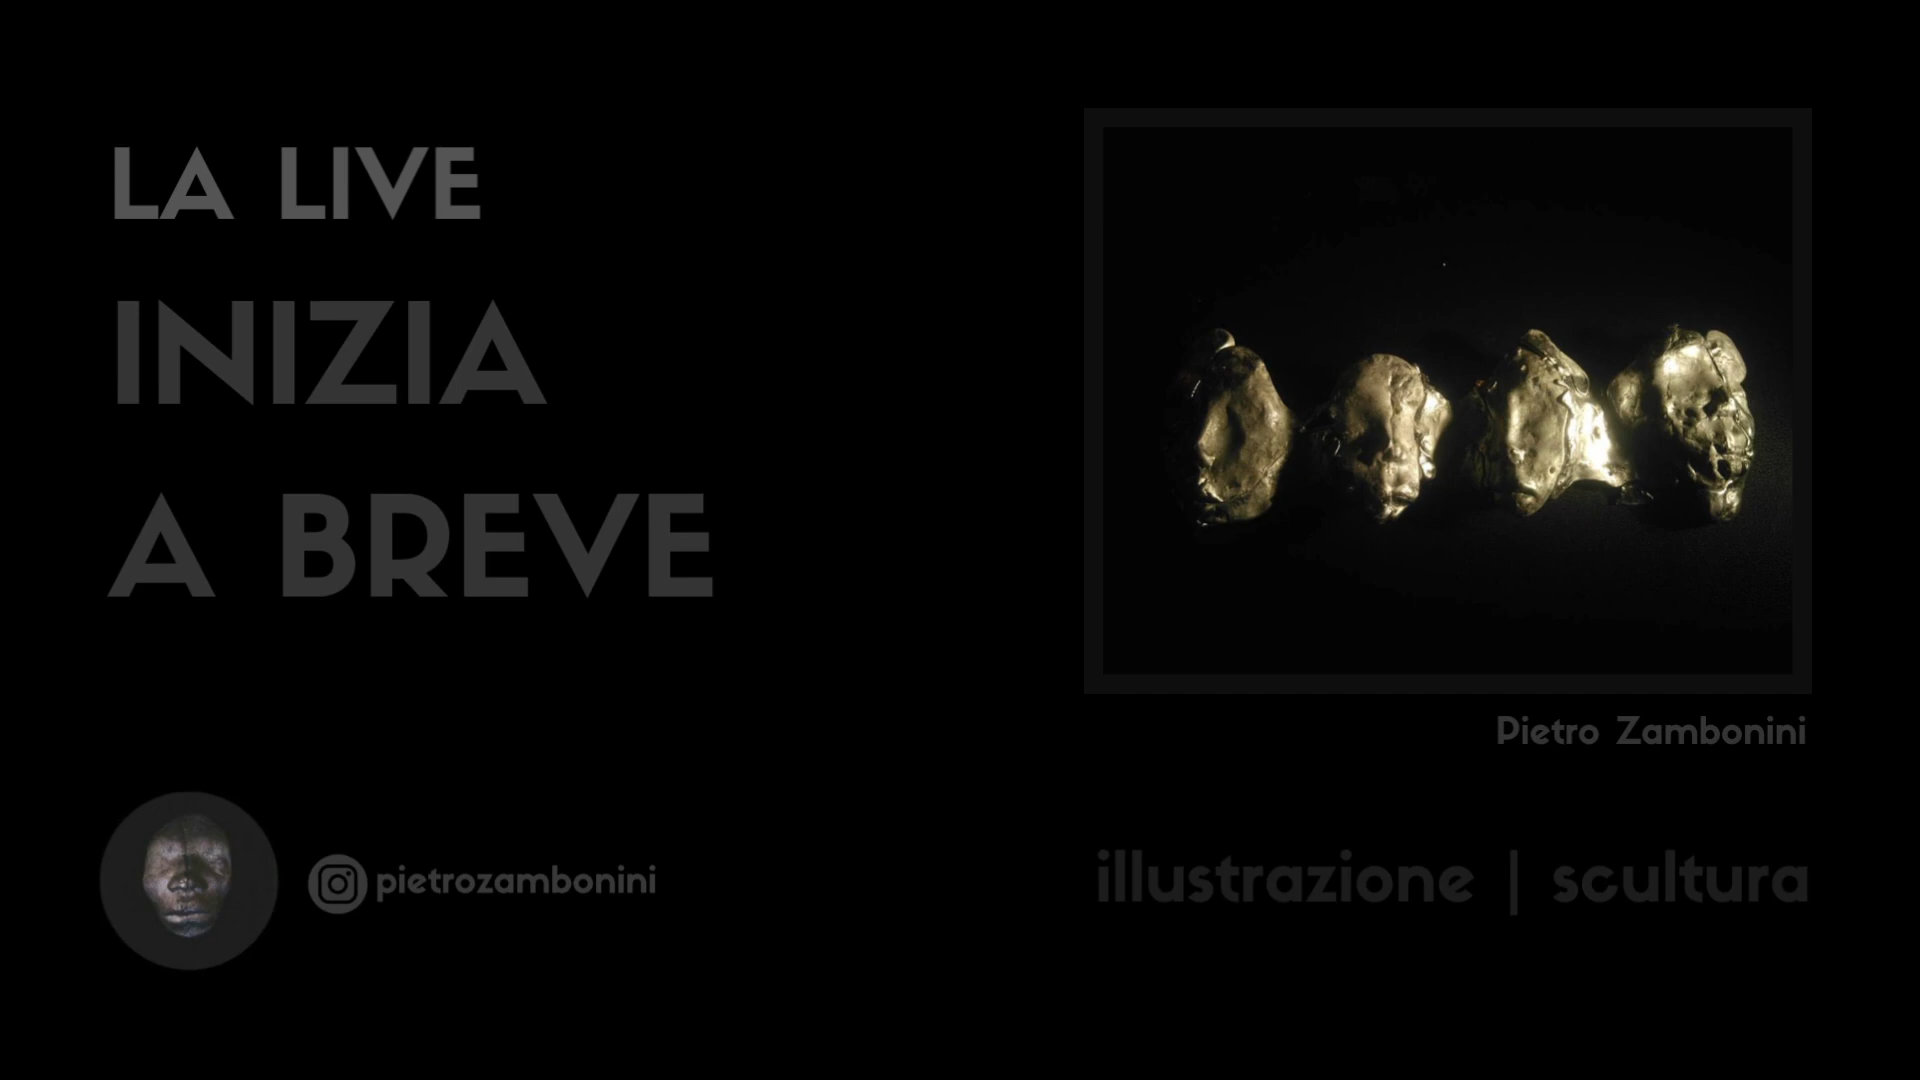 LA LIVE
INIZIA
A BREVE
Pietro Zambonini
pietrozambonini
illustrazione | scultura